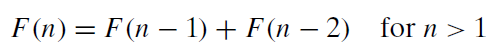 F(n) = F(n − 1) + F(n − 2) for n > 1